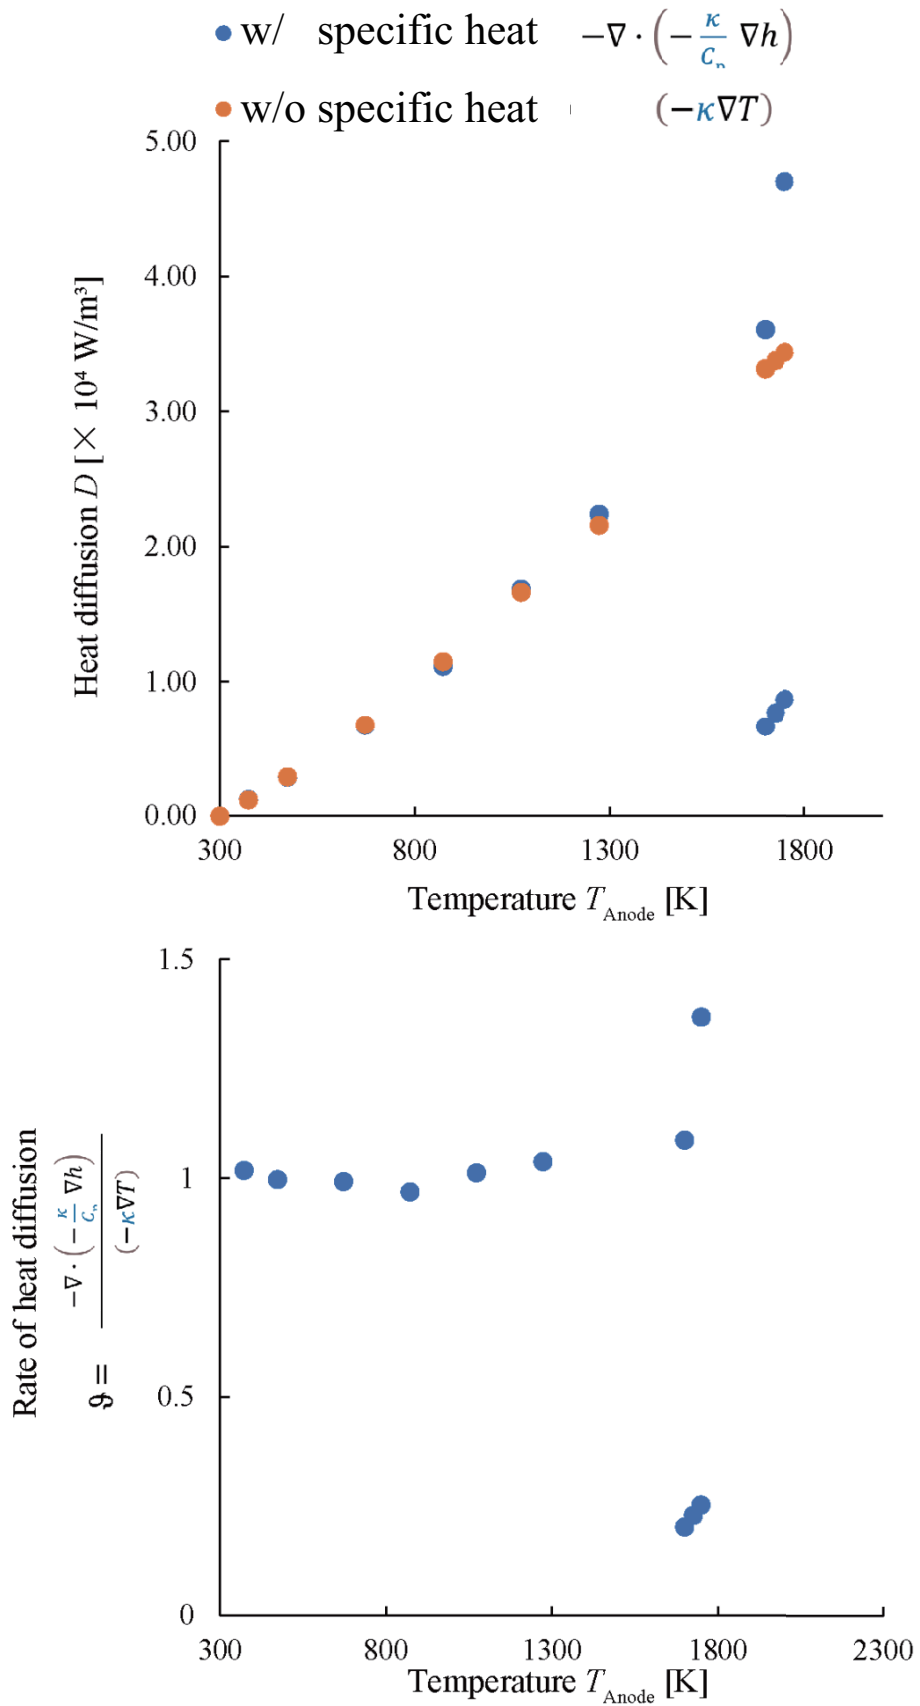 w/ specific heat −∇ · (− κ/Cₚ ∇h)
w/o specific heat (−κ∇T)
5.00
4.00
3.00
2.00
1.00
0.00
Heat diffusion D [× 10⁴ W/m³]
300 800 1300 1800
Temperature T_Anode [K]
1.5
1
0.5
0
Rate of heat diffusion
ϑ = −∇ · (− κ/Cₚ ∇h) / (−κ∇T)
300 800 1300 1800 2300
Temperature T_Anode [K]